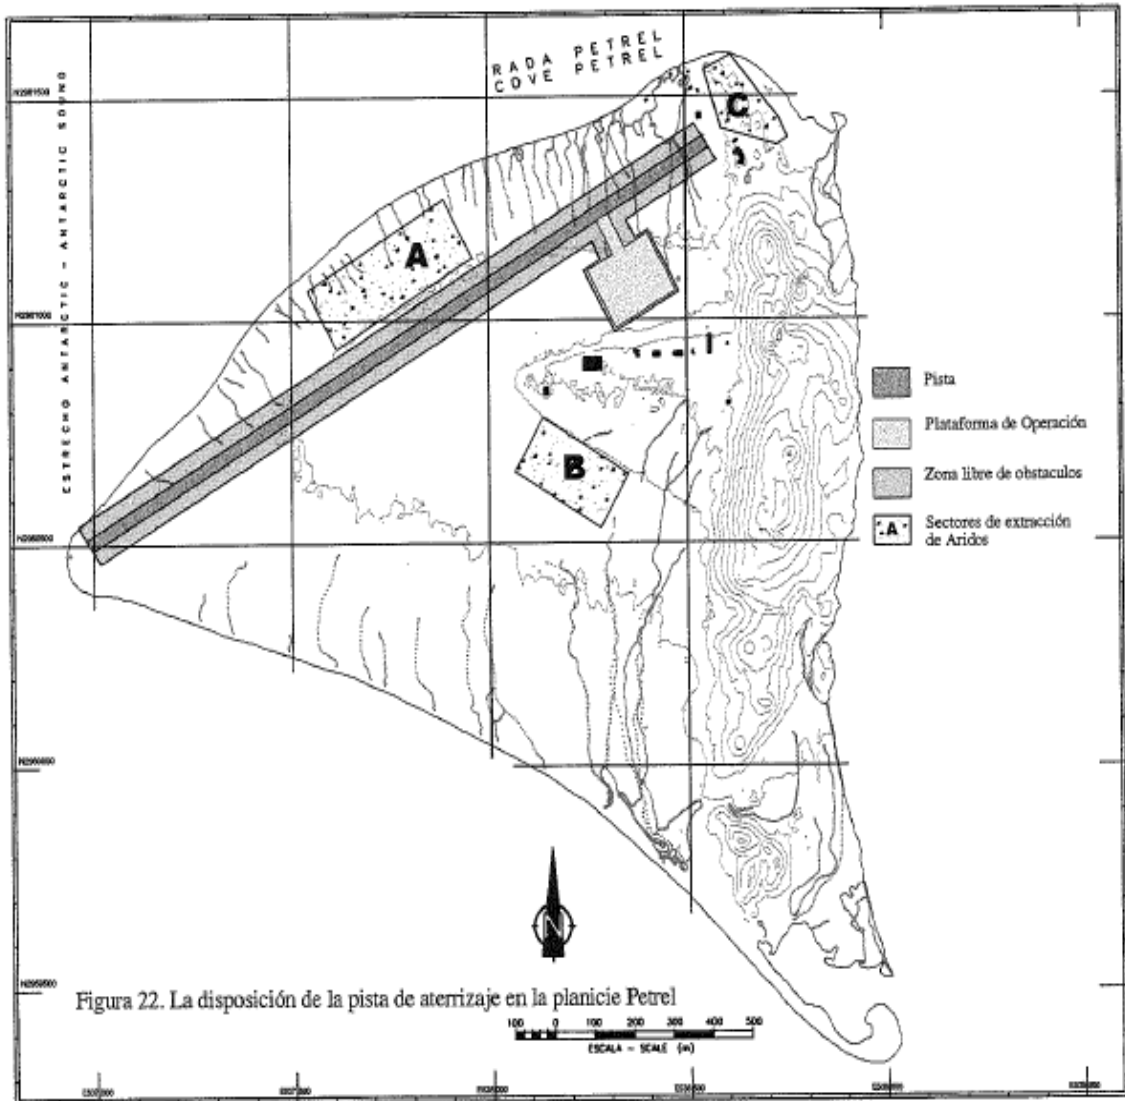 RADA PETREL
COVE PETREL
ESTRECHO ANTARCTIC - ANTARCTIC SOUND
A
B
C
Pista
Plataforma de Operación
Zona libre de obstaculos
A
Sectores de extracción
de Aridos
N
Figura 22. La disposición de la pista de aterrizaje en la planicie Petrel
100 0 100 200 300 400 500
ESCALA - SCALE (m)